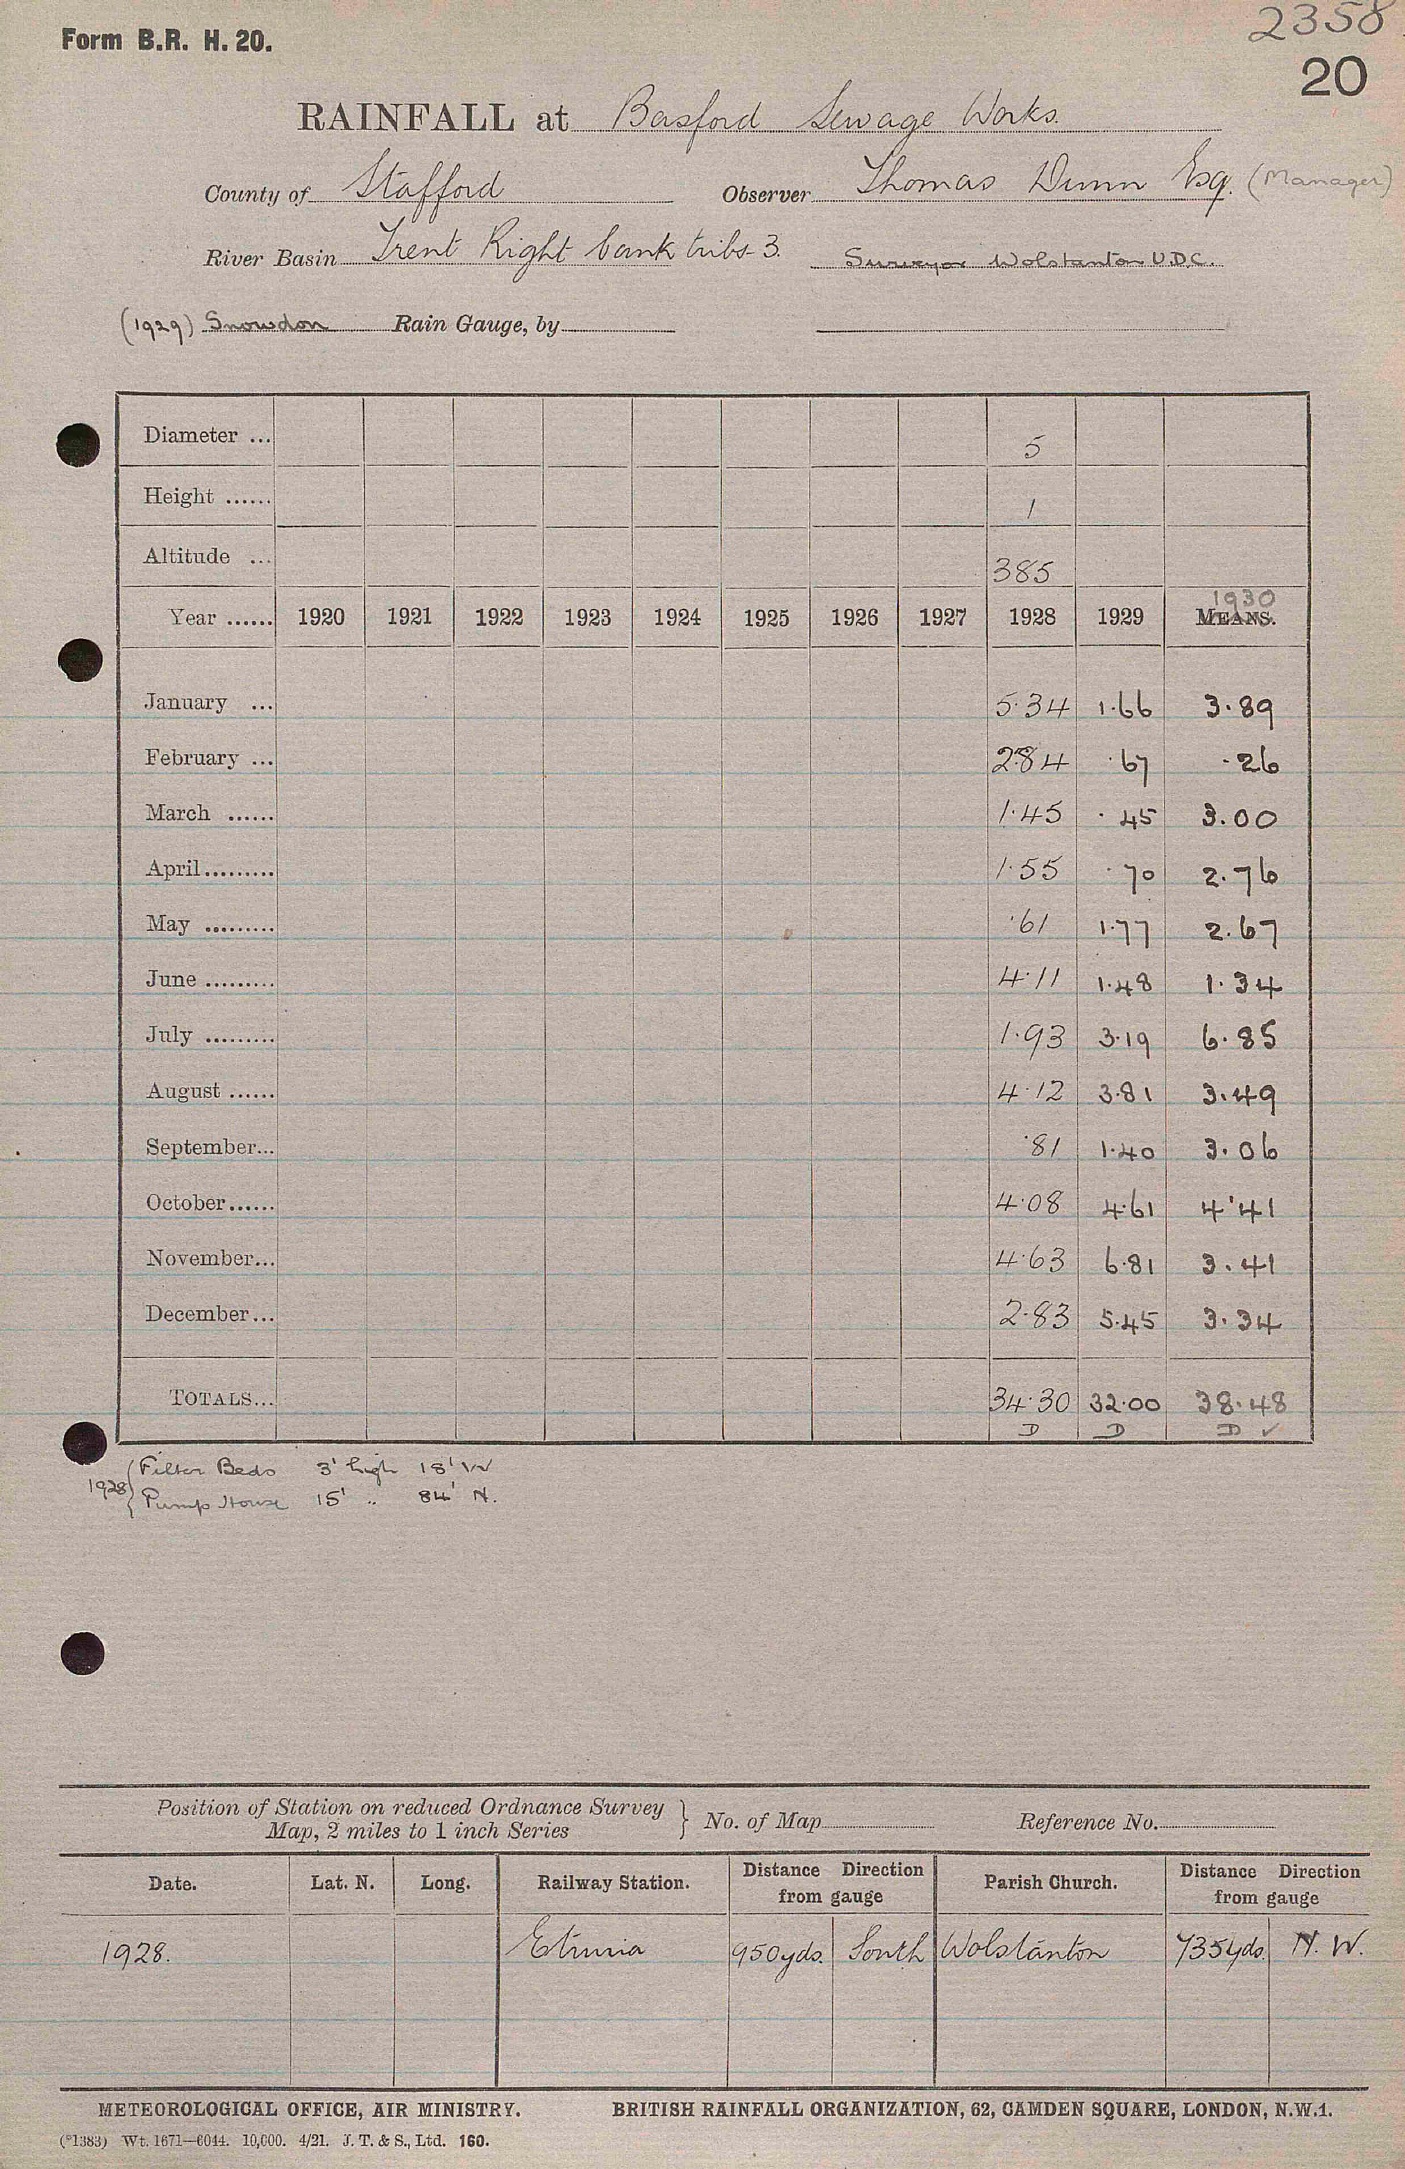 2358
Form B.R. H. 20.
20
RAINFALL at Basford Sewage Works.
County of Stafford Observer Thomas Dunn Esq. (Manager)
River Basin Trent Right bank tribs 3. Surveyor Wolstanton U.D.C.
(1929) Snowdon Rain Gauge, by
Diameter ... 5
Height ...... 1
Altitude ... 385
1930
Year ...... 1920 1921 1922 1923 1924 1925 1926 1927 1928 1929 MEANS.
January ... 5.34 1.66 3.89
February ... 2.84 .67 .26
March ...... 1.45 .45 3.00
April......... 1.55 .70 2.76
May ......... .61 1.77 2.67
June ......... 4.11 1.48 1.34
July ......... 1.93 3.19 6.85
August ...... 4.12 3.81 3.49
September... .81 1.40 3.06
October...... 4.08 4.61 4.41
November... 4.63 6.81 3.41
December... 2.83 5.45 3.34
TOTALS... 34.30 32.00 38.48
D D D ✓
1928 { Filter Beds 3' high 18' W
Pump House 15' „ 84' N.
Position of Station on reduced Ordnance Survey
Map, 2 miles to 1 inch Series } No. of Map Reference No.
Date. Lat. N. Long. Railway Station. Distance Direction from gauge Parish Church. Distance Direction from gauge
1928. Etruria 950yds. South Wolstanton 735yds. N. W.
METEOROLOGICAL OFFICE, AIR MINISTRY. BRITISH RAINFALL ORGANIZATION, 62, CAMDEN SQUARE, LONDON, N.W.1.
(*1383) Wt. 1671—6044. 10,000. 4/21. J. T. & S., Ltd. 160.